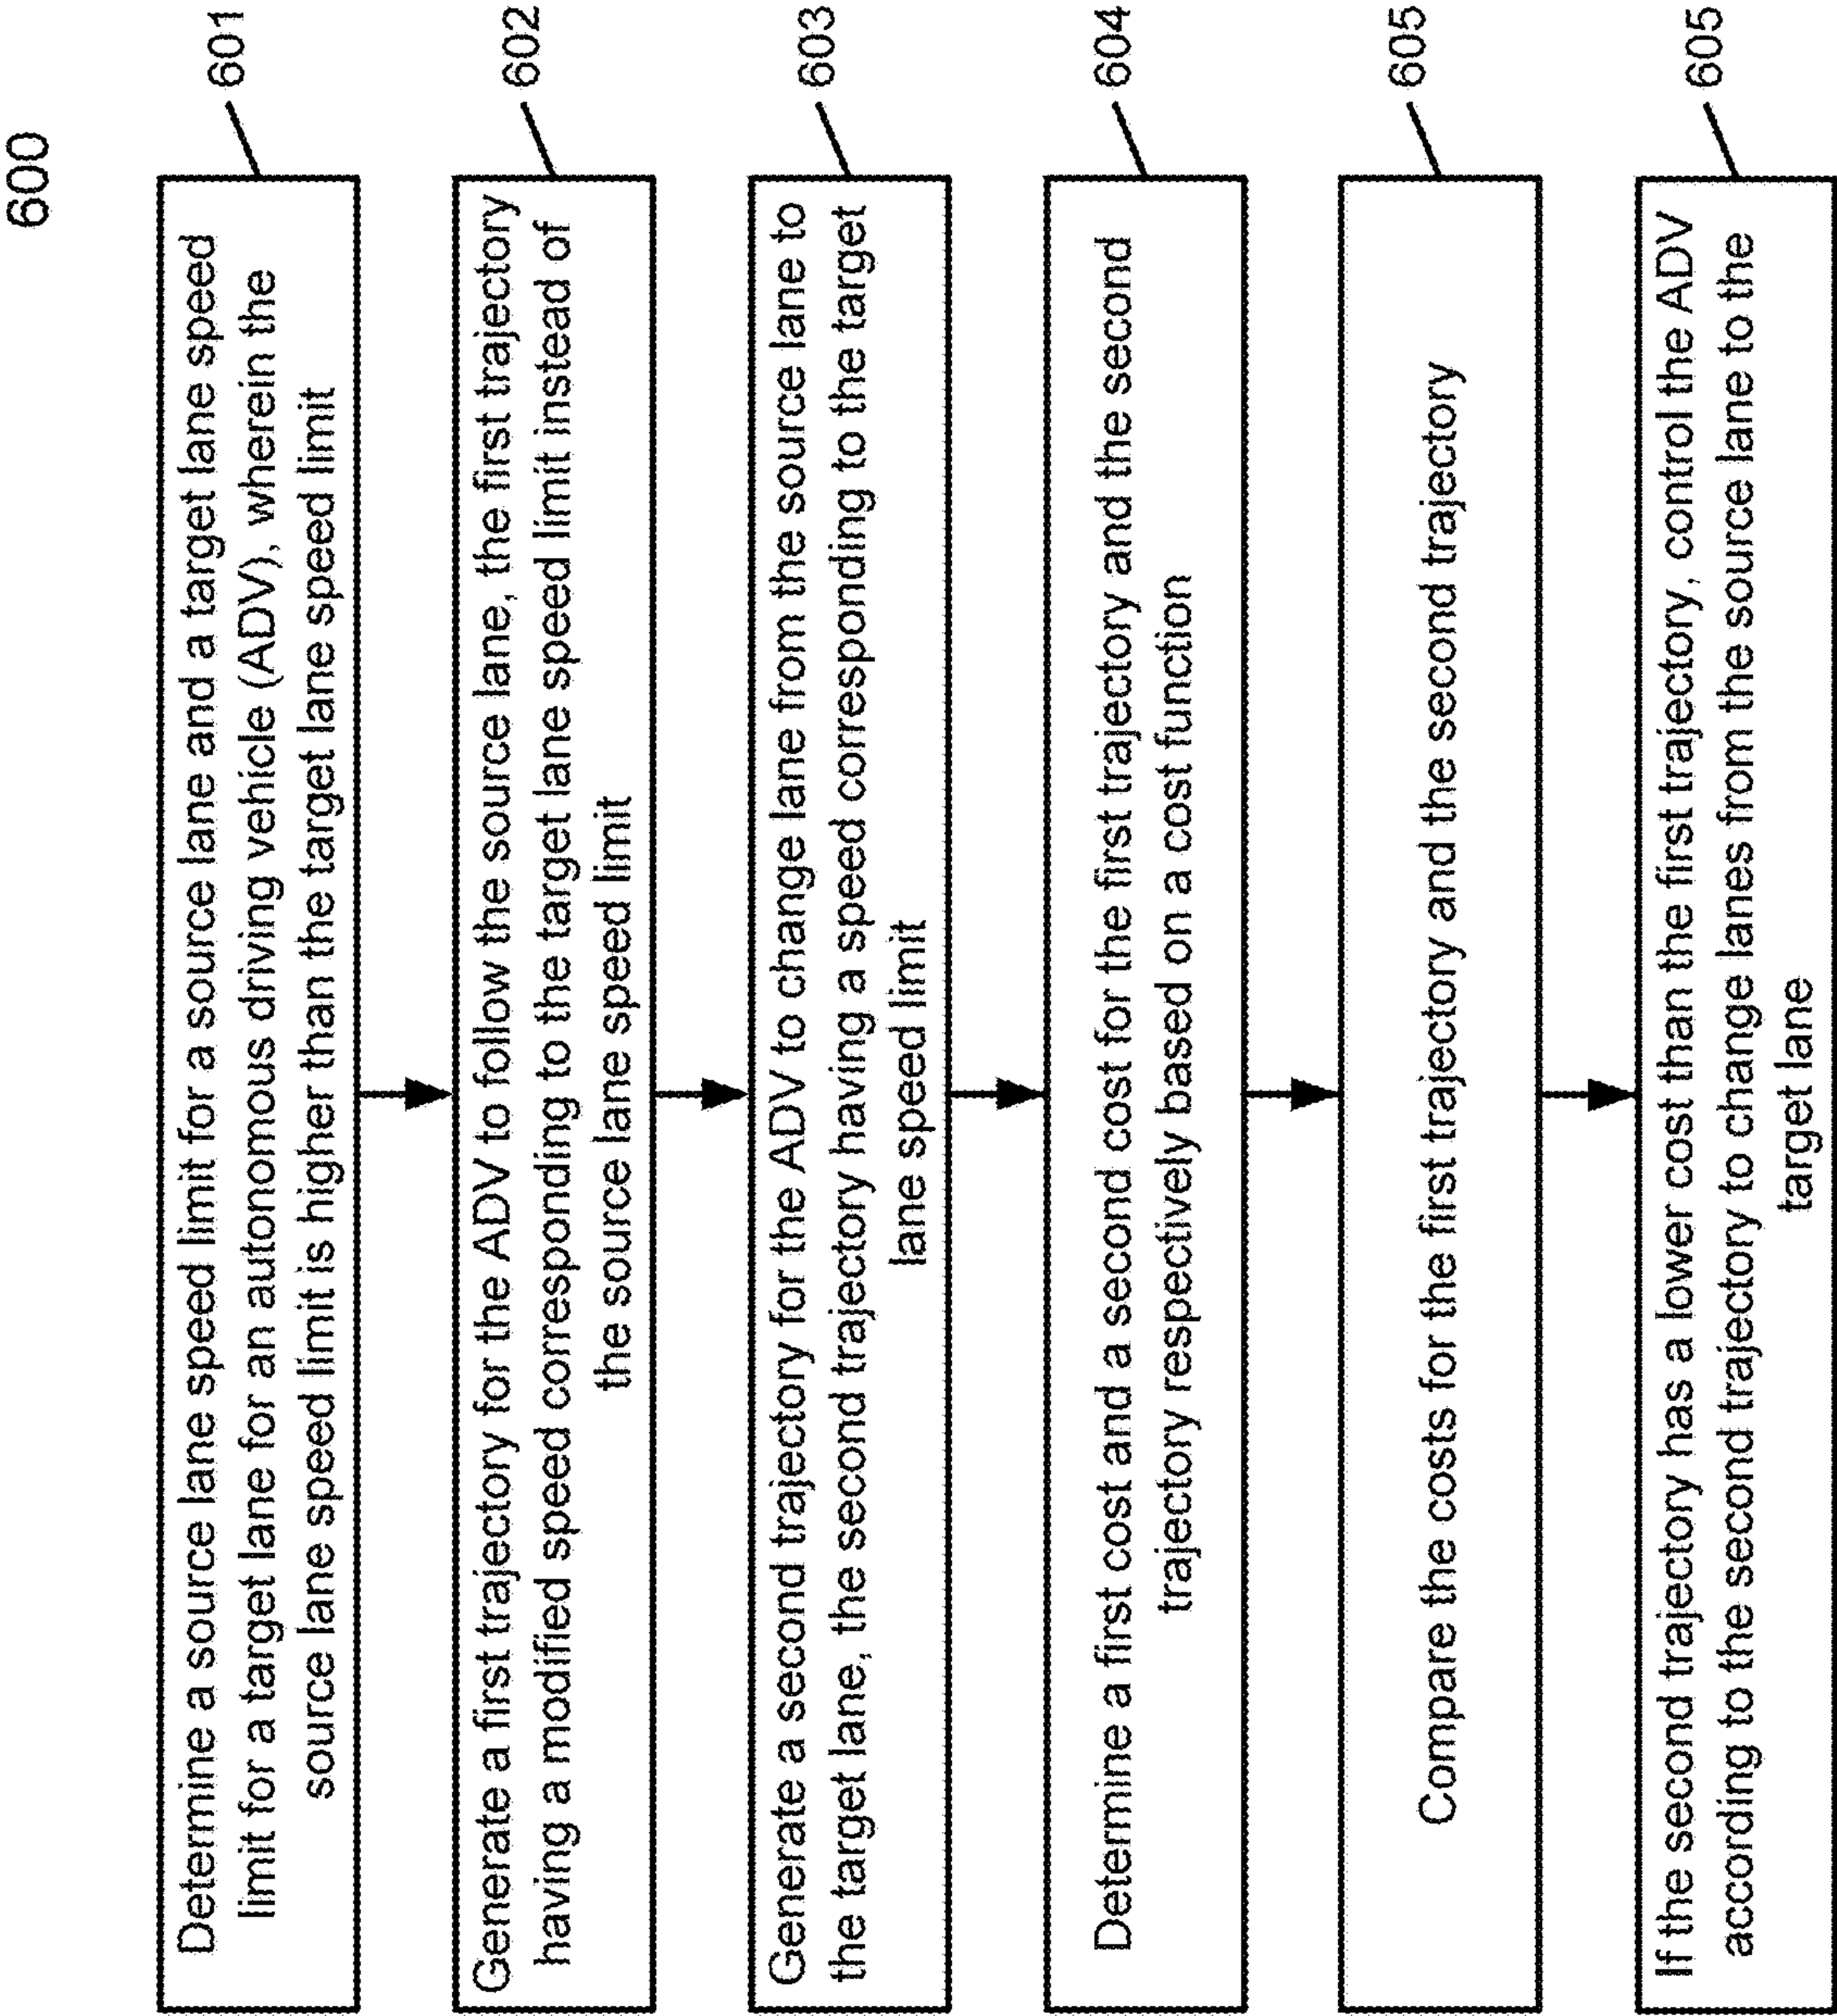 600
Determine a source lane speed limit for a source lane and a target lane speed
limit for a target lane for an autonomous driving vehicle (ADV), wherein the
source lane speed limit is higher than the target lane speed limit
601
Generate a first trajectory for the ADV to follow the source lane, the first trajectory
having a modified speed corresponding to the target lane speed limit instead of
the source lane speed limit
602
Generate a second trajectory for the ADV to change lane from the source lane to
the target lane, the second trajectory having a speed corresponding to the target
lane speed limit
603
Determine a first cost and a second cost for the first trajectory and the second
trajectory respectively based on a cost function
604
Compare the costs for the first trajectory and the second trajectory
605
If the second trajectory has a lower cost than the first trajectory, control the ADV
according to the second trajectory to change lanes from the source lane to the
target lane
605